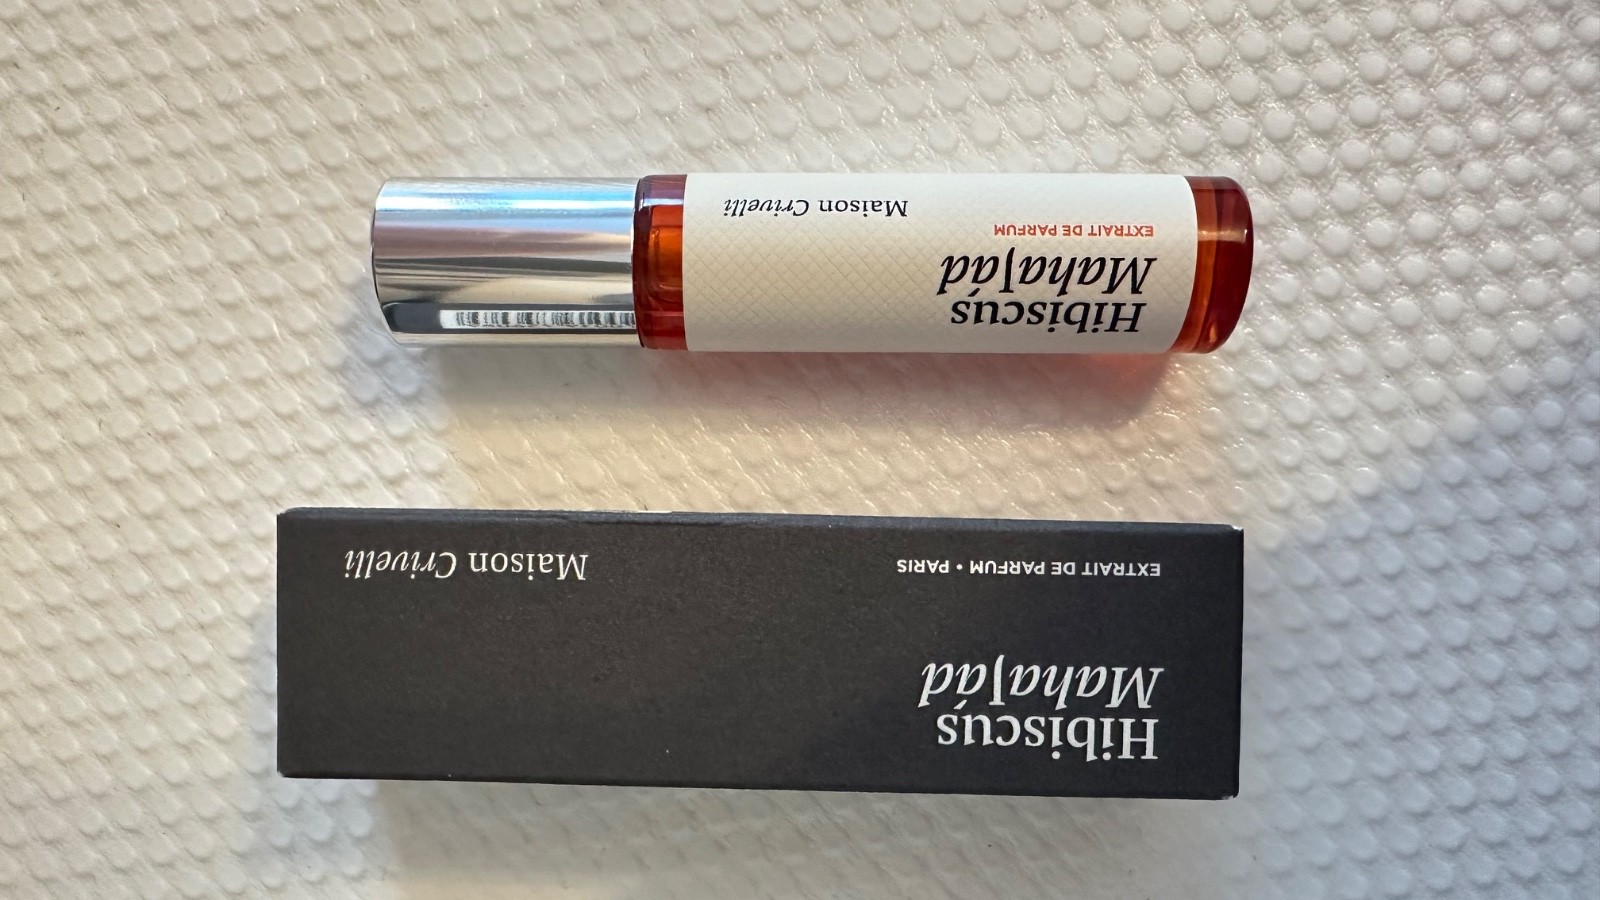 Hibiscus
MahaJád
EXTRAIT DE PARFUM
Maison Crivelli
Hibiscus
MahaJád
EXTRAIT DE PARFUM • PARIS
Maison Crivelli